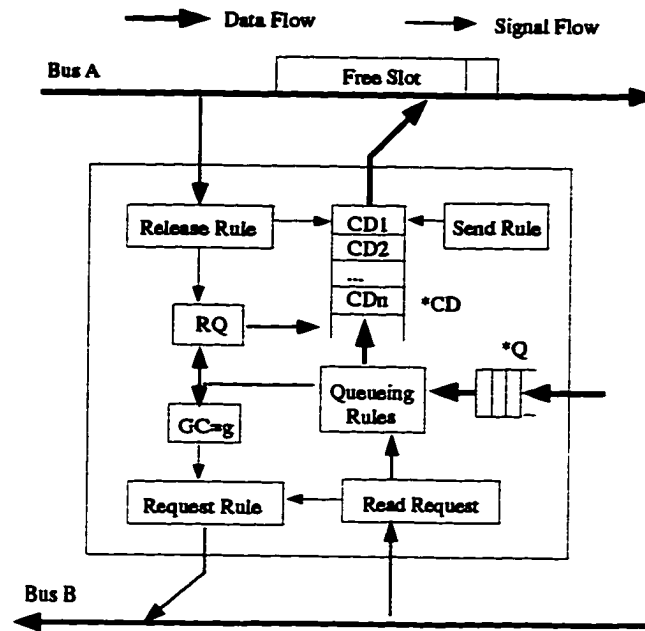 Data Flow
Signal Flow
Bus A
Free Slot
Release Rule
CD1
Send Rule
CD2
...
CDn
*CD
RQ
*Q
Queueing
Rules
GC=g
Request Rule
Read Request
Bus B